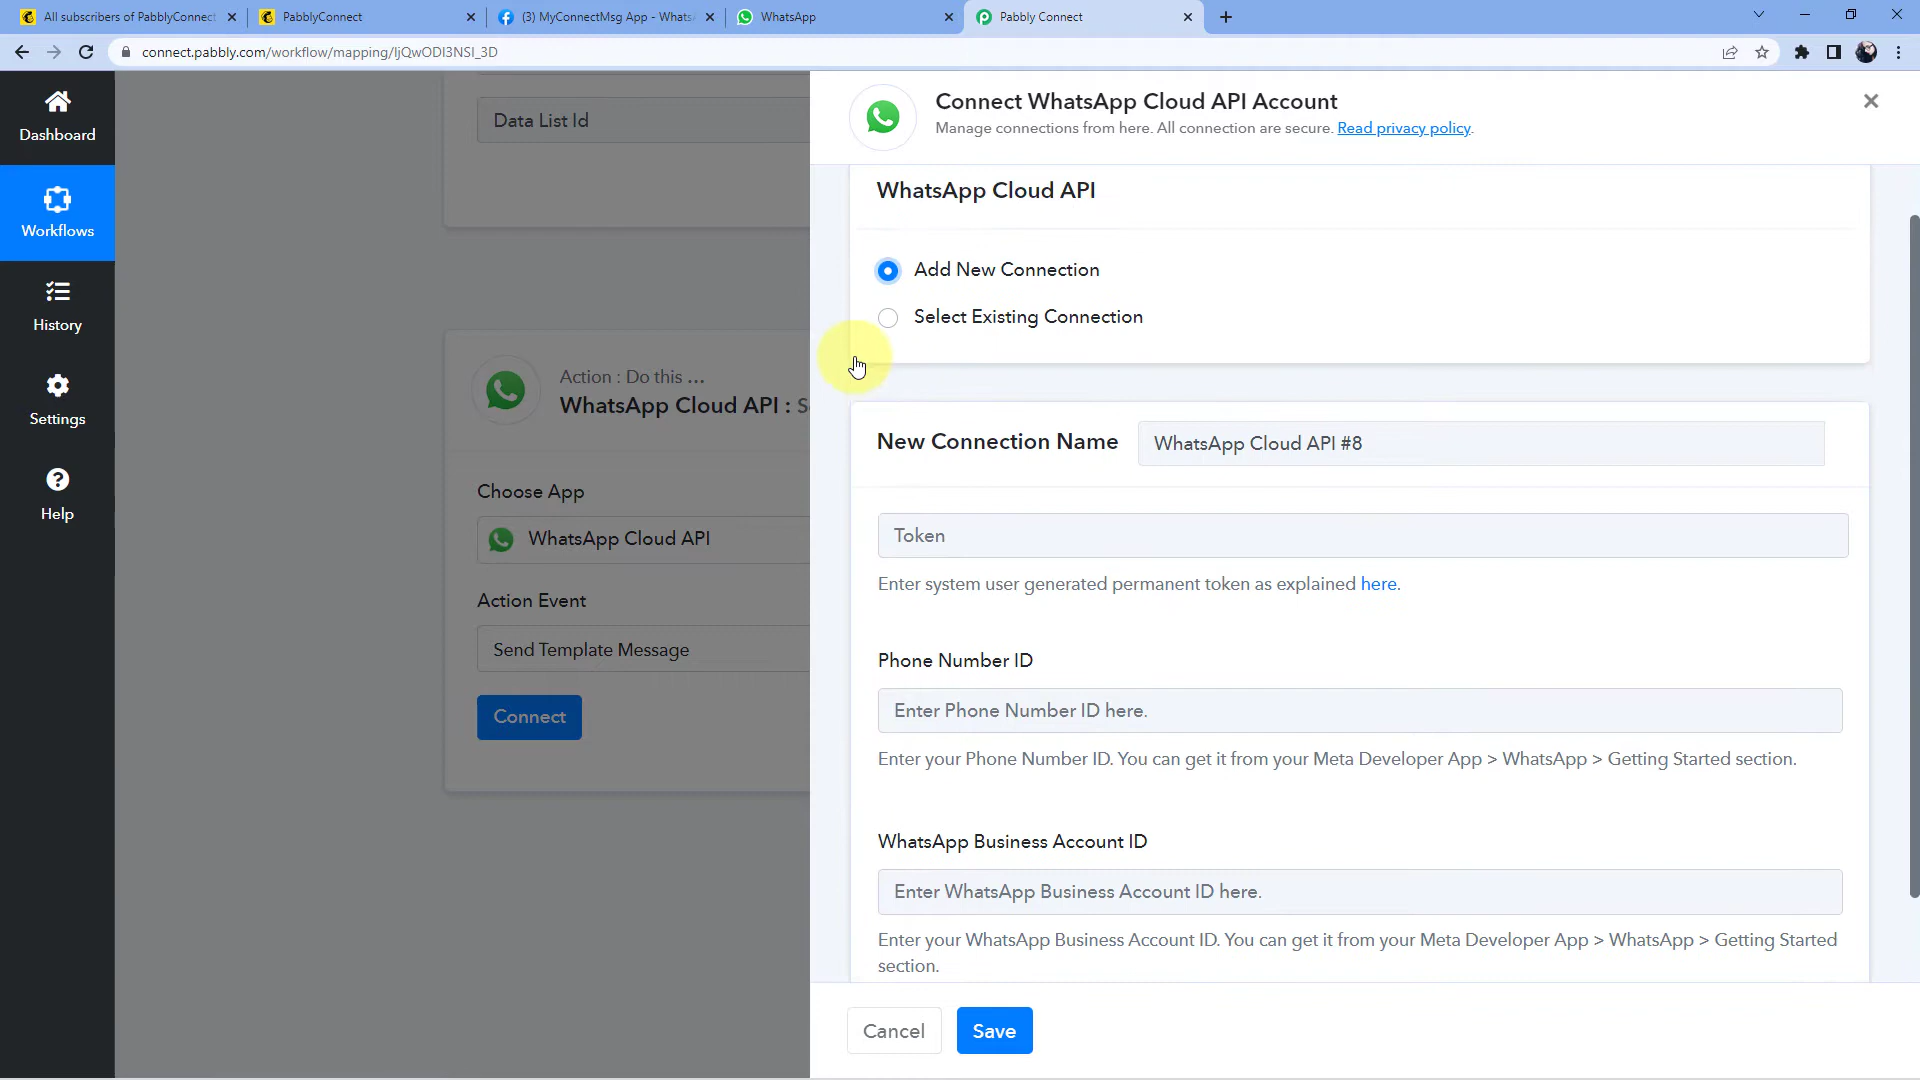 All subscribers of PabblyConnect
PabblyConnect
(3) MyConnectMsg App - Whats
WhatsApp
Pabbly Connect
connect.pabbly.com/workflow/mapping/IjQwODI3NSI_3D
Dashboard
Workflows
History
Settings
Help
Data List Id
Action : Do this ...
WhatsApp Cloud API : S
Choose App
WhatsApp Cloud API
Action Event
Send Template Message
Connect
Connect WhatsApp Cloud API Account
Manage connections from here. All connection are secure. Read privacy policy.
WhatsApp Cloud API
Add New Connection
Select Existing Connection
New Connection Name
WhatsApp Cloud API #8
Token
Enter system user generated permanent token as explained here.
Phone Number ID
Enter Phone Number ID here.
Enter your Phone Number ID. You can get it from your Meta Developer App > WhatsApp > Getting Started section.
WhatsApp Business Account ID
Enter WhatsApp Business Account ID here.
Enter your WhatsApp Business Account ID. You can get it from your Meta Developer App > WhatsApp > Getting Started
section.
Cancel
Save